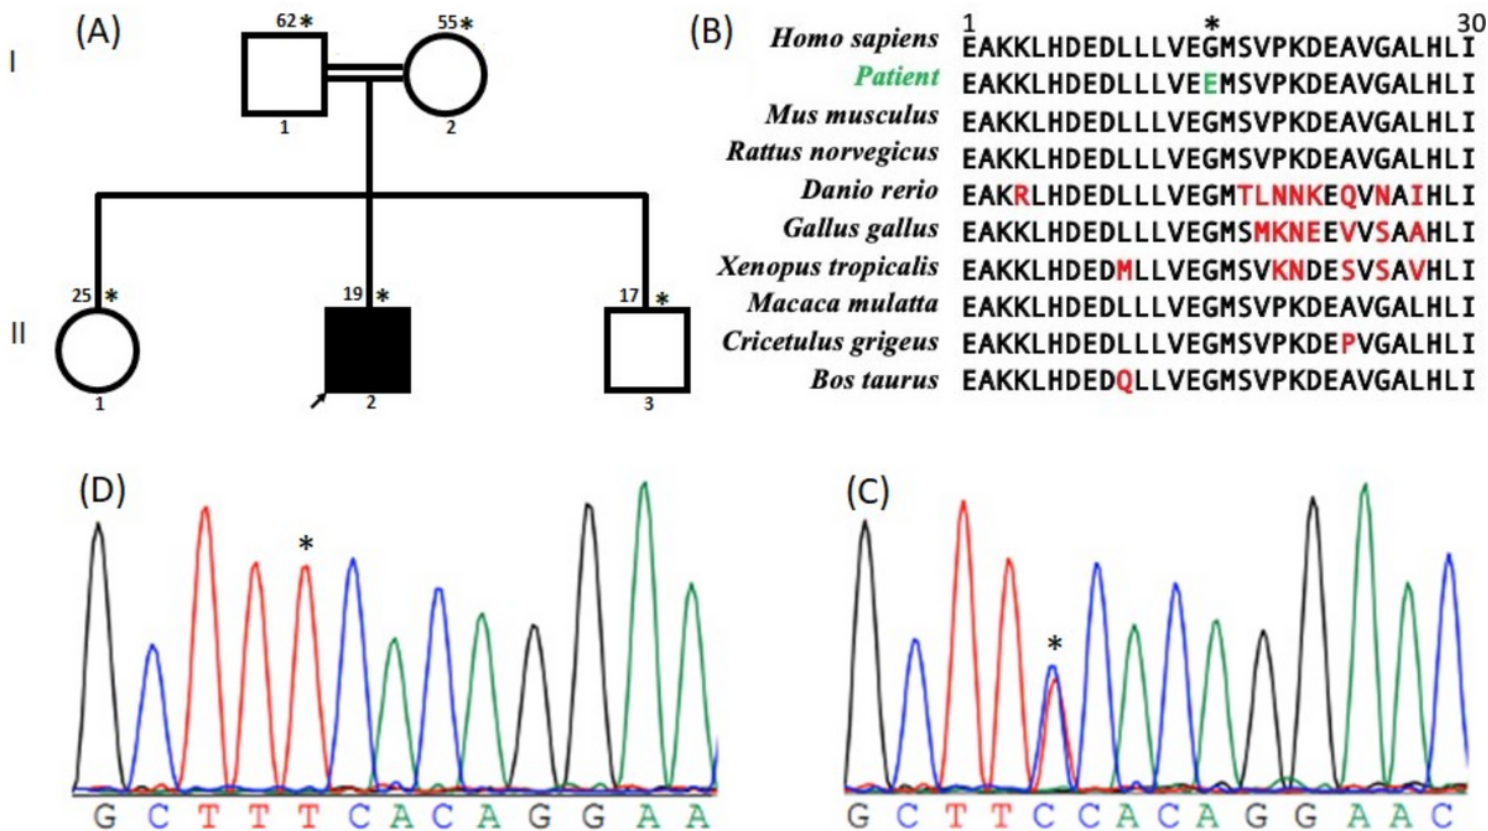 (A)
62*
55*
I
1
2
25 *
19 *
17 *
II
1
2
3
(B)
1 * 30
Homo sapiens EAKKLHDEDLLLVEGMSVPKDEAVGALHLI
Patient EAKKLHDEDLLLVEEMSVPKDEAVGALHLI
Mus musculus EAKKLHDEDLLLVEGMSVPKDEAVGALHLI
Rattus norvegicus EAKKLHDEDLLLVEGMSVPKDEAVGALHLI
Danio rerio EAKRLHDEDLLLVEGMTLNNKEQVNAIHLI
Gallus gallus EAKKLHDEDLLLVEGMSMKNEEVVSAAHLI
Xenopus tropicalis EAKKLHDEDMLLVEGMSVKNDESVSAVHLI
Macaca mulatta EAKKLHDEDLLLVEGMSVPKDEAVGALHLI
Cricetulus grigeus EAKKLHDEDLLLVEGMSVPKDEPVGALHLI
Bos taurus EAKKLHDEDQLLVEGMSVPKDEAVGALHLI
(D)
*
G C T T T C A C A G G A A
(C)
*
G C T T C C A C A G G A A C